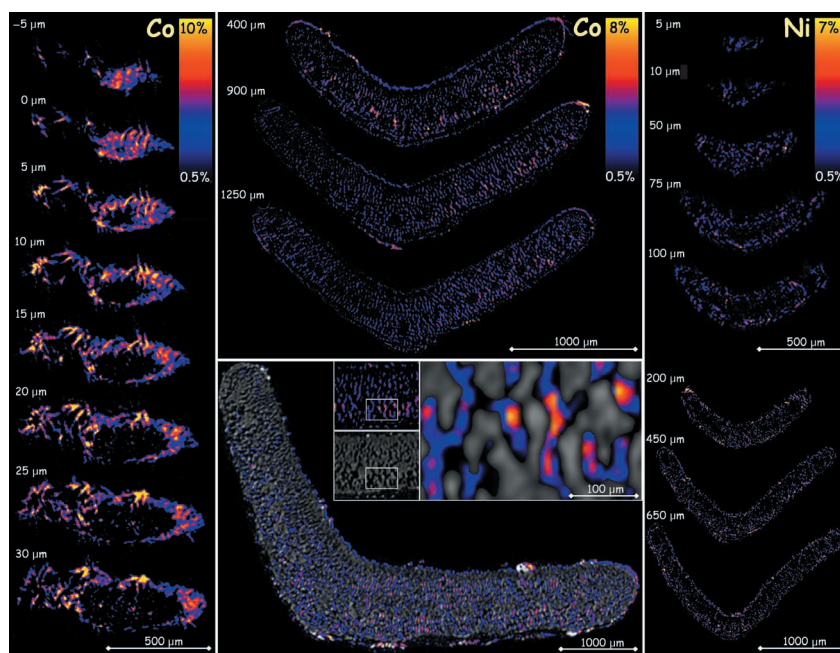 -5 µm
Co
10%
0 µm
5 µm
0.5%
10 µm
15 µm
20 µm
25 µm
30 µm
500 µm
400 µm
Co
8%
900 µm
0.5%
1250 µm
1000 µm
100 µm
1000 µm
5 µm
Ni
7%
10 µm
50 µm
75 µm
0.5%
100 µm
500 µm
200 µm
450 µm
650 µm
1000 µm